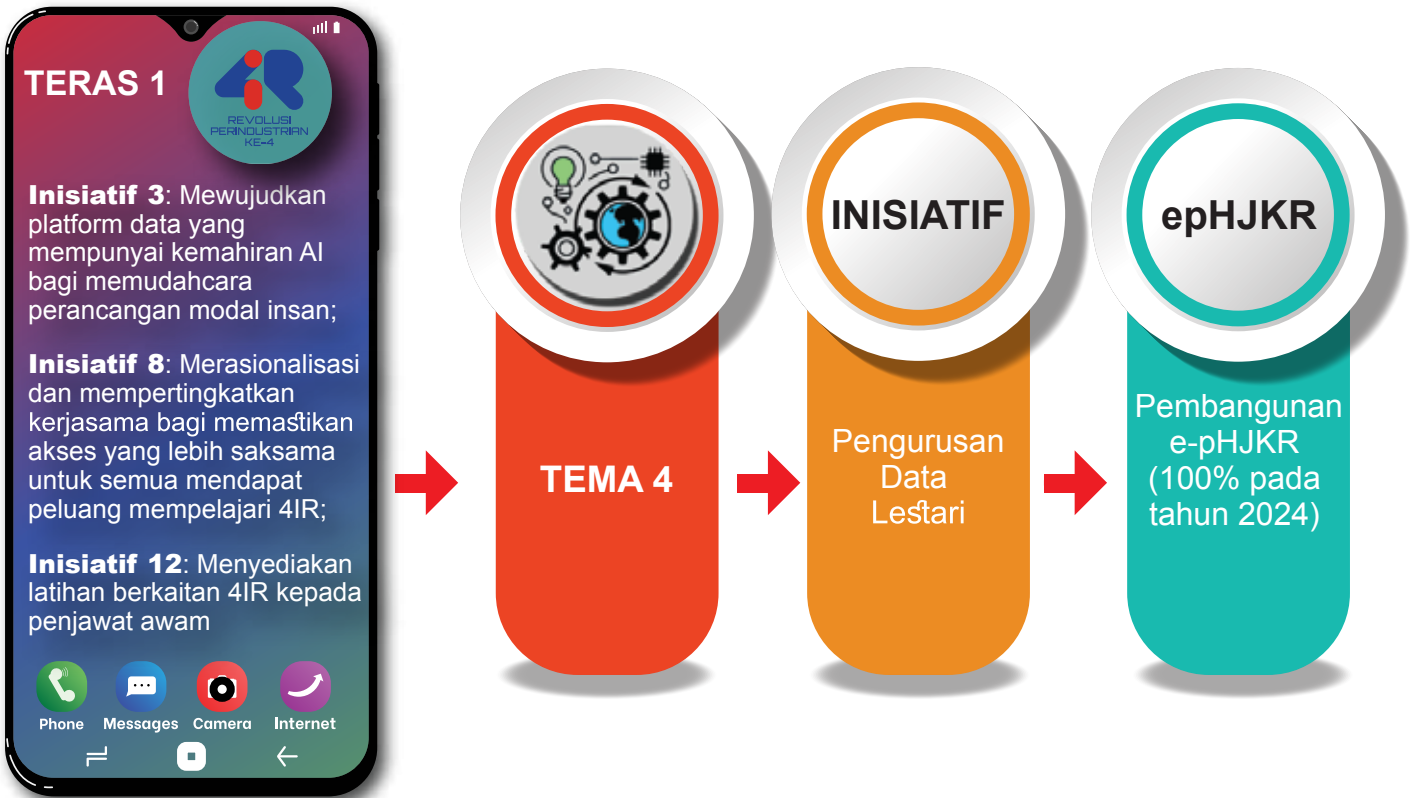 TERAS 1
4iR
REVOLUSI
PERINDUSTRIAN
KE-4
Inisiatif 3: Mewujudkan
platform data yang
mempunyai kemahiran AI
bagi memudahcara
perancangan modal insan;
Inisiatif 8: Merasionalisasi
dan mempertingkatkan
kerjasama bagi memastikan
akses yang lebih saksama
untuk semua mendapat
peluang mempelajari 4IR;
Inisiatif 12: Menyediakan
latihan berkaitan 4IR kepada
penjawat awam
Phone Messages Camera Internet
TEMA 4
INISIATIF
Pengurusan
Data
Lestari
epHJKR
Pembangunan
e-pHJKR
(100% pada
tahun 2024)